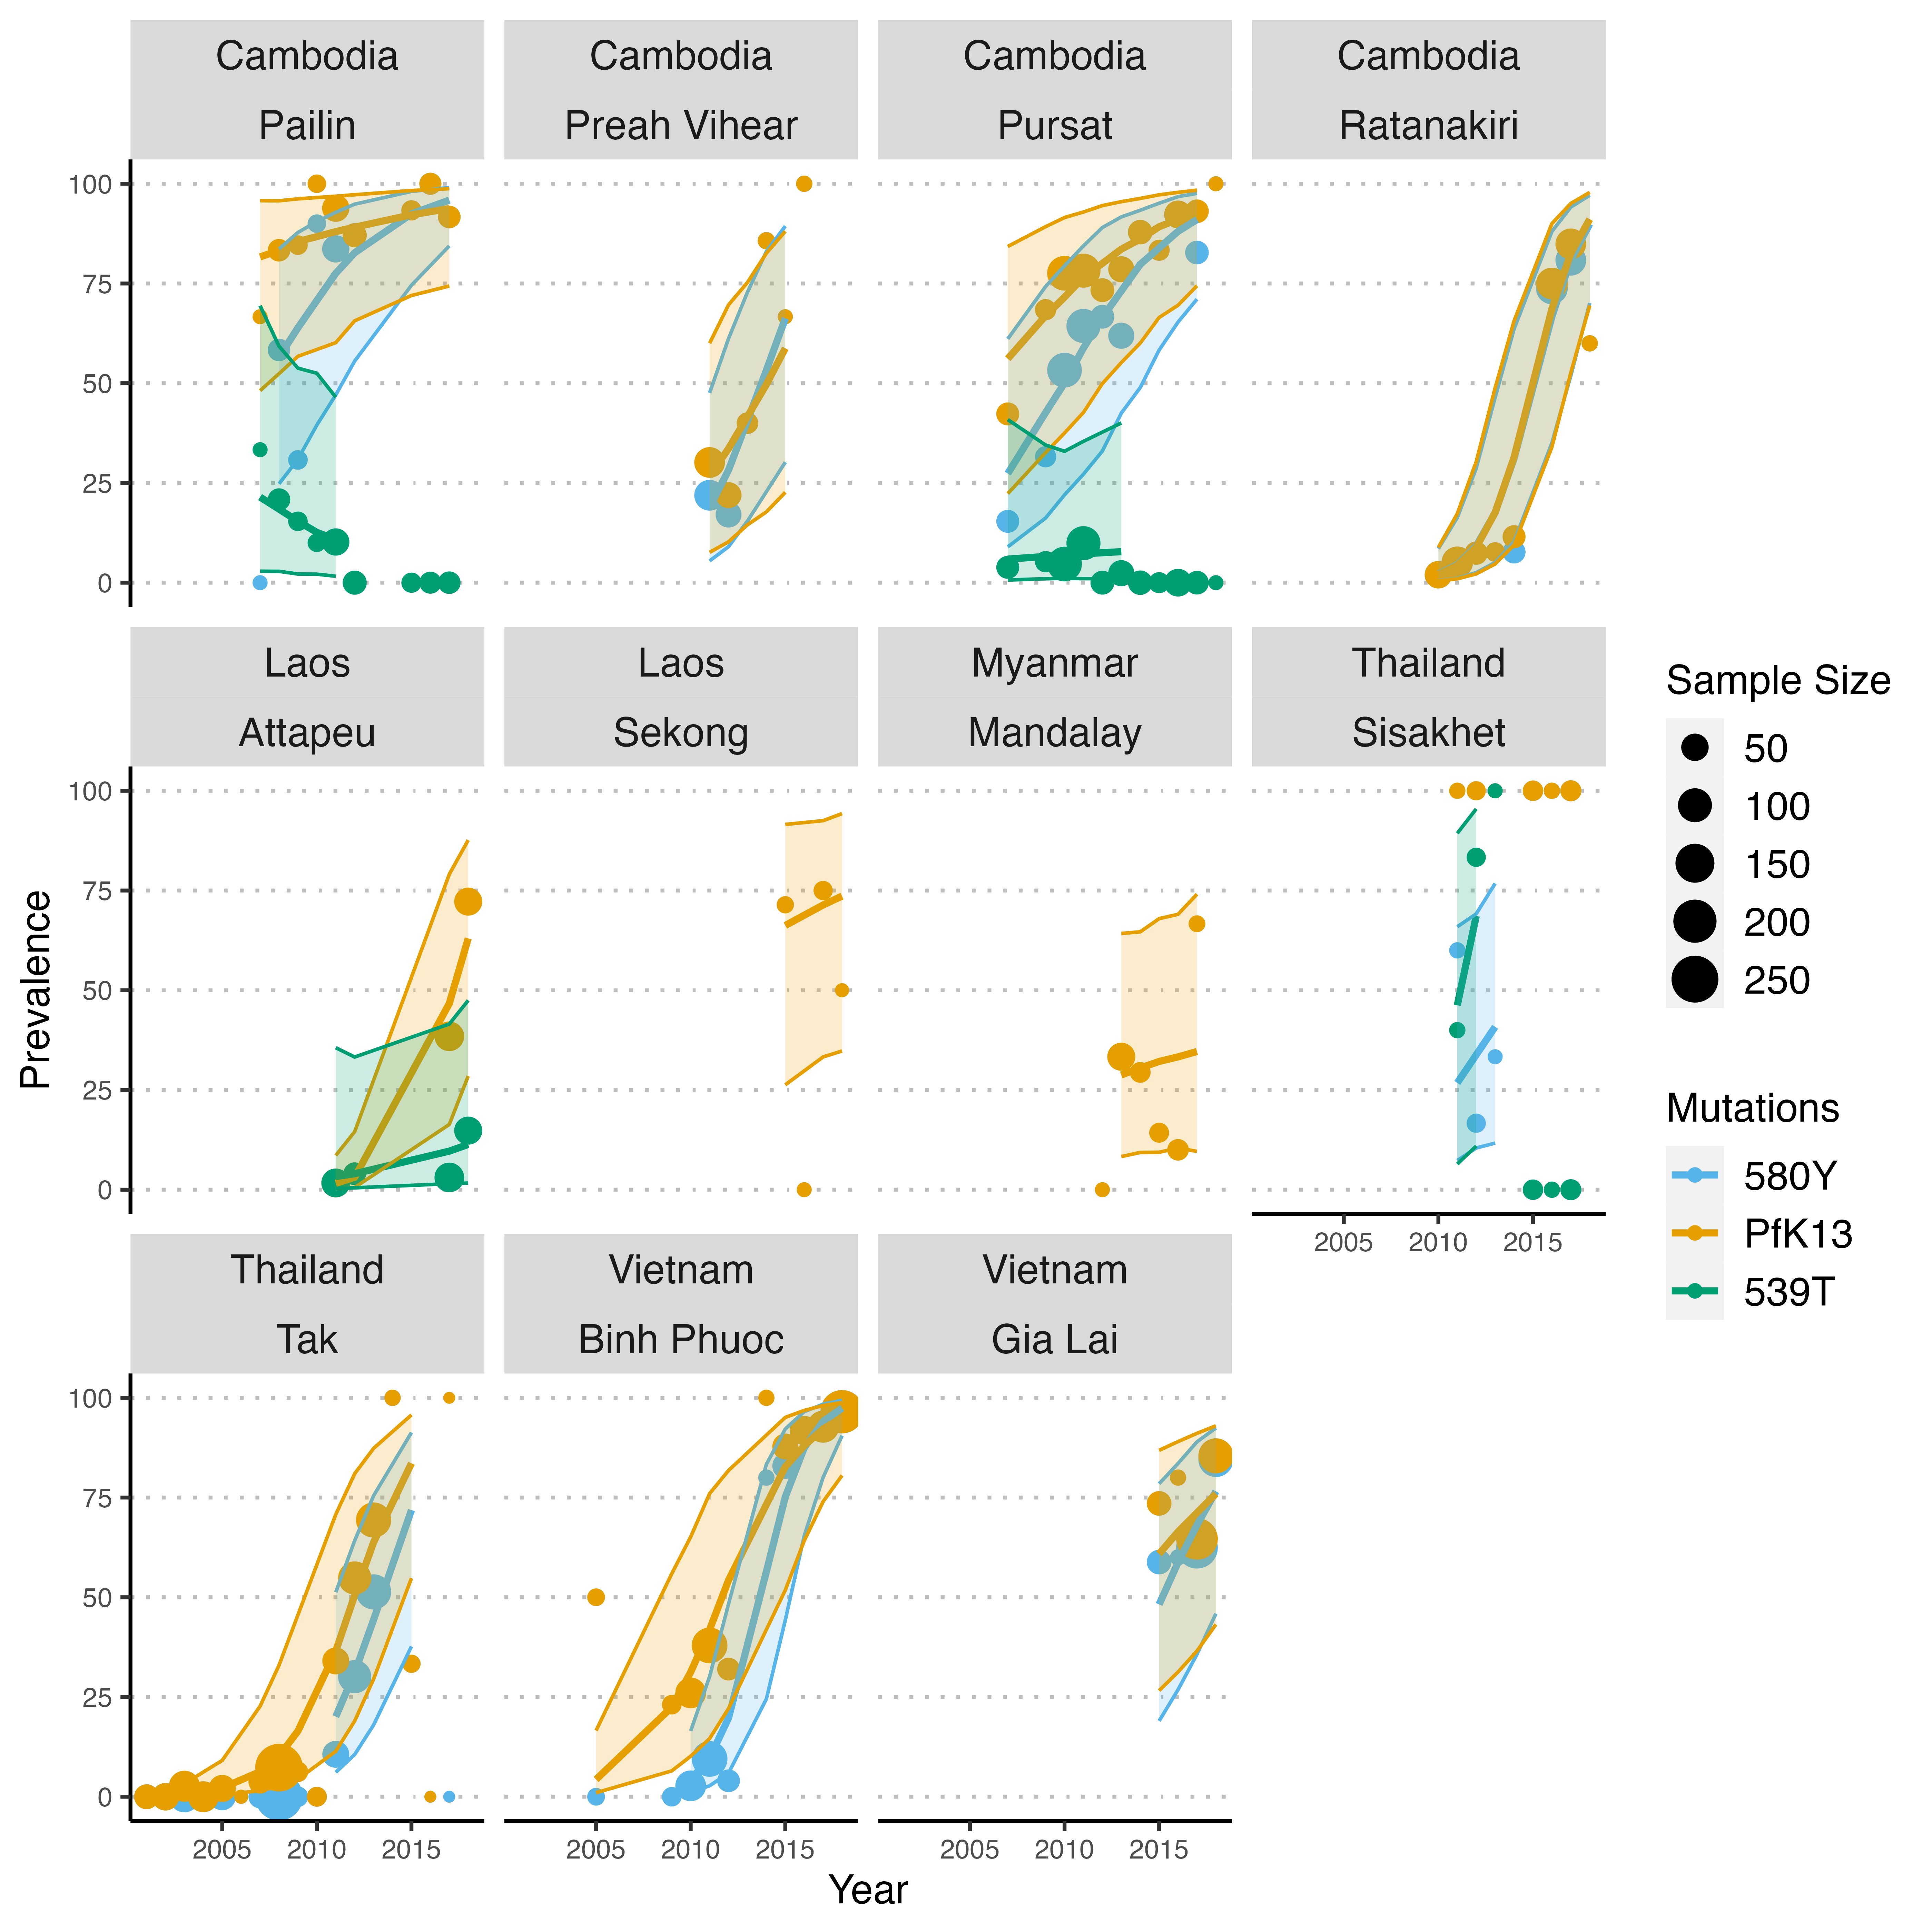 Cambodia
Pailin
Cambodia
Preah Vihear
Cambodia
Pursat
Cambodia
Ratanakiri
100
75
50
25
0
Laos
Attapeu
Laos
Sekong
Myanmar
Mandalay
Thailand
Sisakhet
100
75
50
25
0
2005 2010 2015
Thailand
Tak
Vietnam
Binh Phuoc
Vietnam
Gia Lai
100
75
50
25
0
2005 2010 2015
2005 2010 2015
2005 2010 2015
Prevalence
Year
Sample Size
50
100
150
200
250
Mutations
580Y
PfK13
539T